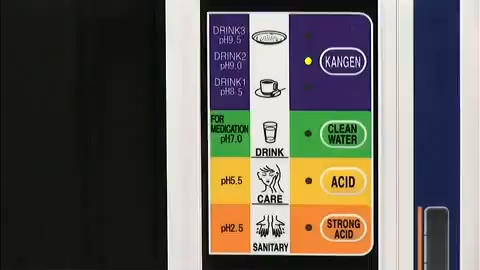 DRINK3
pH9.5
DRINK2
pH9.0
KANGEN
DRINK1
pH8.5
FOR
MEDICATION
pH7.0
CLEAN
WATER
DRINK
pH5.5
ACID
CARE
pH2.5
STRONG
ACID
SANITARY